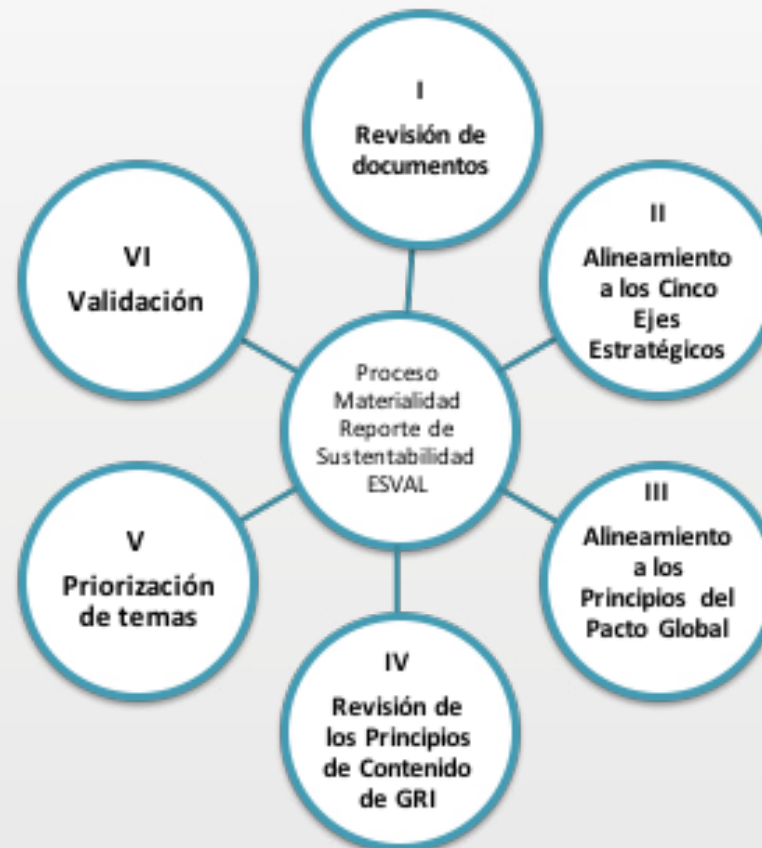 I
Revisión de
documentos
II
Alineamiento
a los Cinco
Ejes
Estratégicos
III
Alineamiento
a los
Principios del
Pacto Global
IV
Revisión de
los Principios
de Contenido
de GRI
V
Priorización
de temas
VI
Validación
Proceso
Materialidad
Reporte de
Sustentabilidad
ESVAL